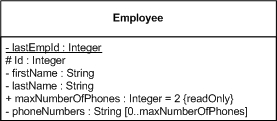 Employee
- lastEmpId : Integer
# Id : Integer
- firstName : String
- lastName : String
+ maxNumberOfPhones : Integer = 2 {readOnly}
- phoneNumbers : String [0..maxNumberOfPhones]